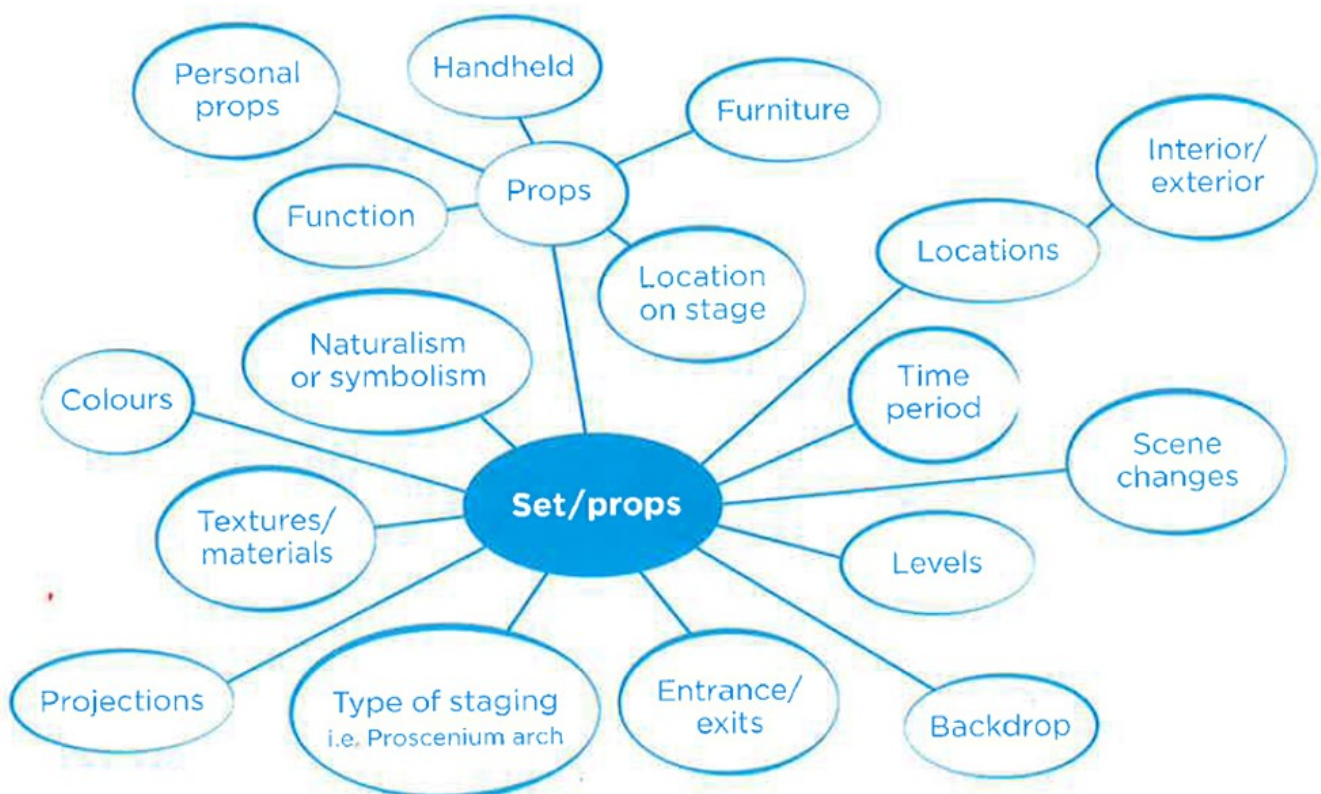 Personal
props
Handheld
Furniture
Interior/
exterior
Function
Props
Locations
Location
on stage
Naturalism
or symbolism
Time
period
Colours
Scene
changes
Set/props
Textures/
materials
Levels
Projections
Type of staging
i.e. Proscenium arch
Entrance/
exits
Backdrop